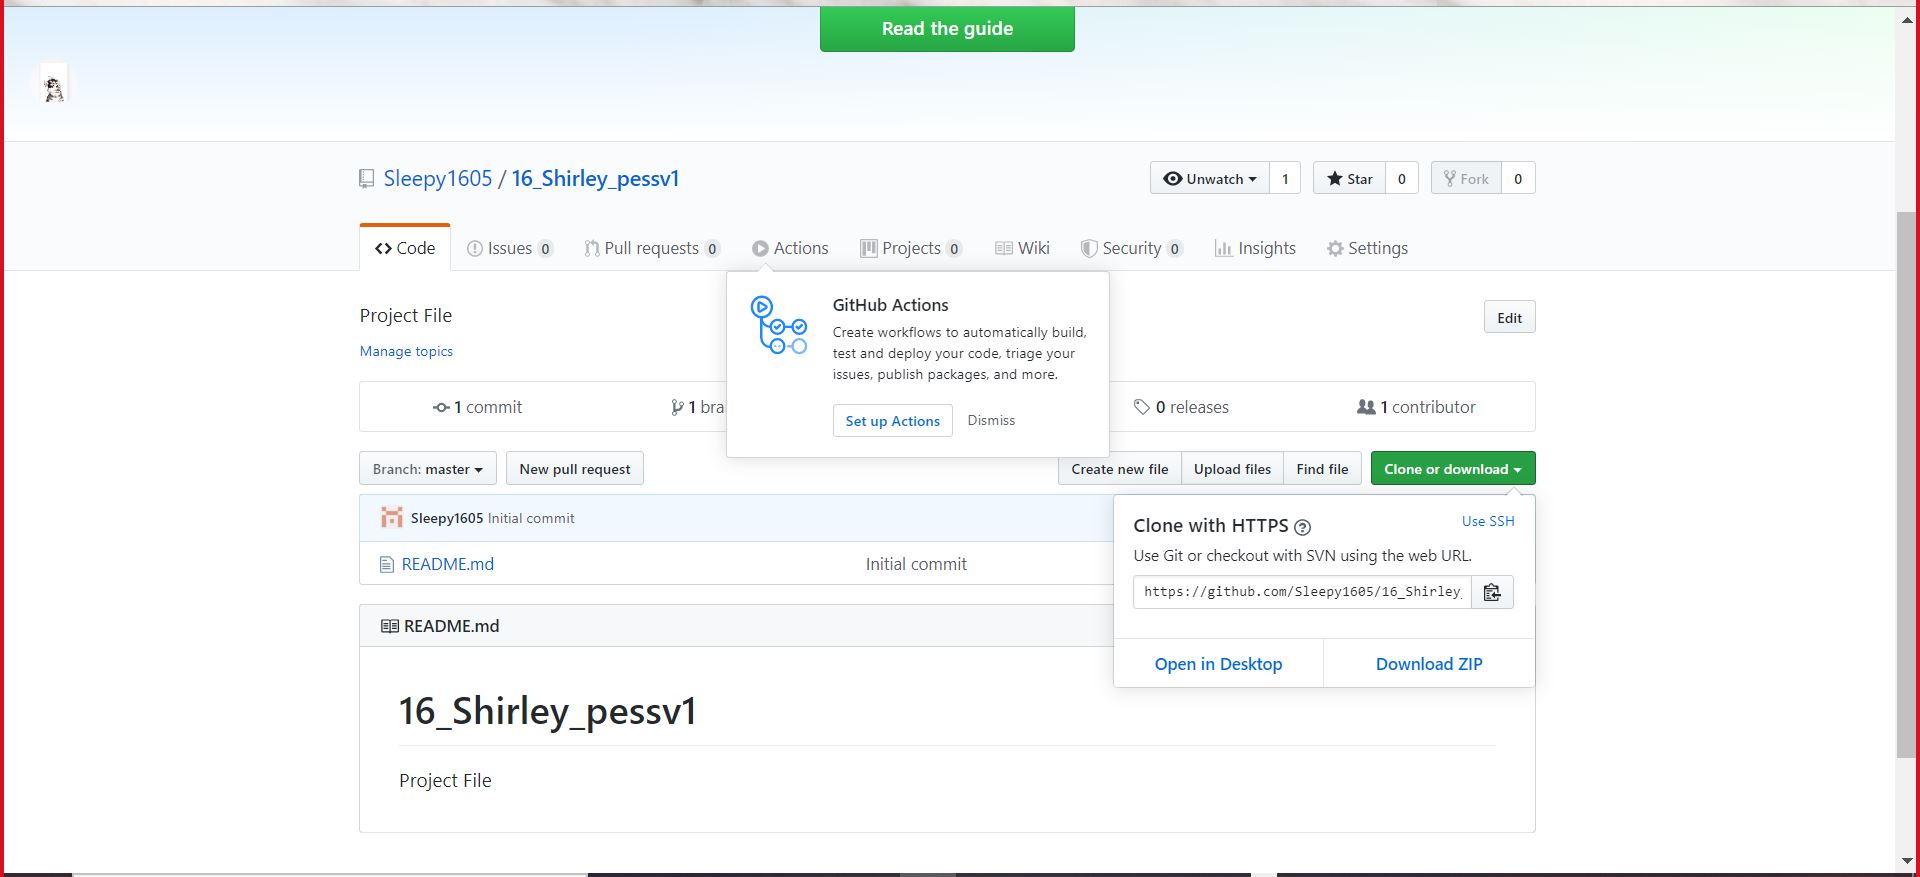 Read the guide
Sleepy1605 / 16_Shirley_pessv1
Unwatch 1 Star 0 Fork 0
Code Issues 0 Pull requests 0 Actions Projects 0 Wiki Security 0 Insights Settings
Project File
Edit
Manage topics
GitHub Actions
Create workflows to automatically build,
test and deploy your code, triage your
issues, publish packages, and more.
Set up Actions Dismiss
1 commit 1 bra 0 releases 1 contributor
Branch: master New pull request Create new file Upload files Find file Clone or download
Sleepy1605 Initial commit
README.md Initial commit
Clone with HTTPS ? Use SSH
Use Git or checkout with SVN using the web URL.
https://github.com/Sleepy1605/16_Shirley_
Open in Desktop Download ZIP
README.md
16_Shirley_pessv1
Project File